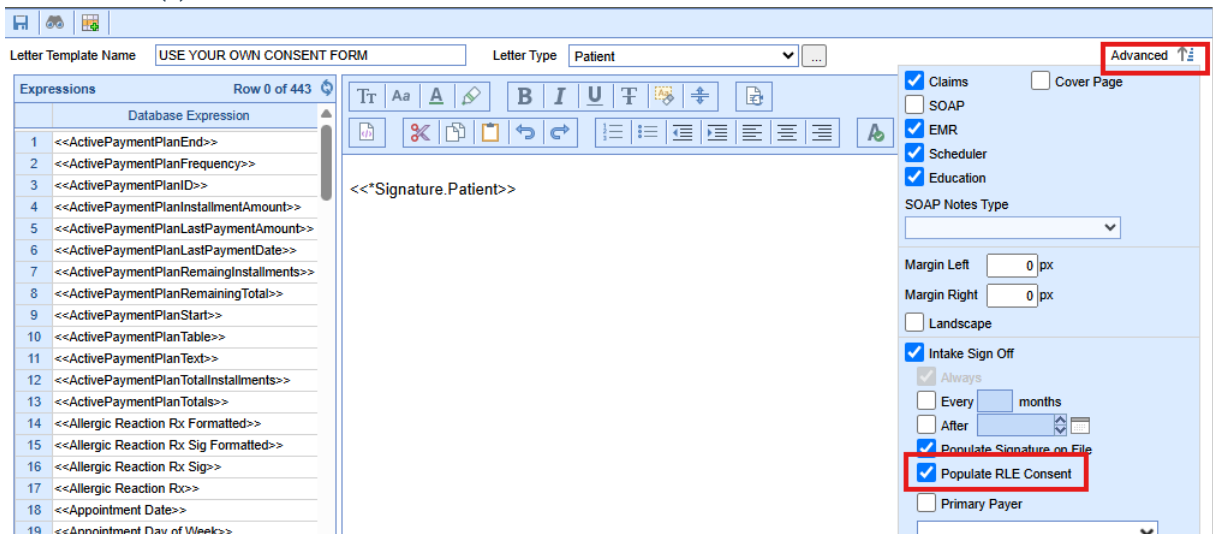 Letter Template Name USE YOUR OWN CONSENT FORM Letter Type Patient ... Advanced
Expressions Row 0 of 443
Database Expression
1 <<ActivePaymentPlanEnd>>
2 <<ActivePaymentPlanFrequency>>
3 <<ActivePaymentPlanID>>
4 <<ActivePaymentPlanInstallmentAmount>>
5 <<ActivePaymentPlanLastPaymentAmount>>
6 <<ActivePaymentPlanLastPaymentDate>>
7 <<ActivePaymentPlanRemaingInstallments>>
8 <<ActivePaymentPlanRemainingTotal>>
9 <<ActivePaymentPlanStart>>
10 <<ActivePaymentPlanTable>>
11 <<ActivePaymentPlanText>>
12 <<ActivePaymentPlanTotalInstallments>>
13 <<ActivePaymentPlanTotals>>
14 <<Allergic Reaction Rx Formatted>>
15 <<Allergic Reaction Rx Sig Formatted>>
16 <<Allergic Reaction Rx Sig>>
17 <<Allergic Reaction Rx>>
18 <<Appointment Date>>
19 <<Appointment Day of Week>>
Tт Aa A B I U T
<<*Signature.Patient>>
Claims Cover Page
SOAP
EMR
Scheduler
Education
SOAP Notes Type
Margin Left 0 px
Margin Right 0 px
Landscape
Intake Sign Off
Always
Every months
After
Populate Signature on File
Populate RLE Consent
Primary Payer